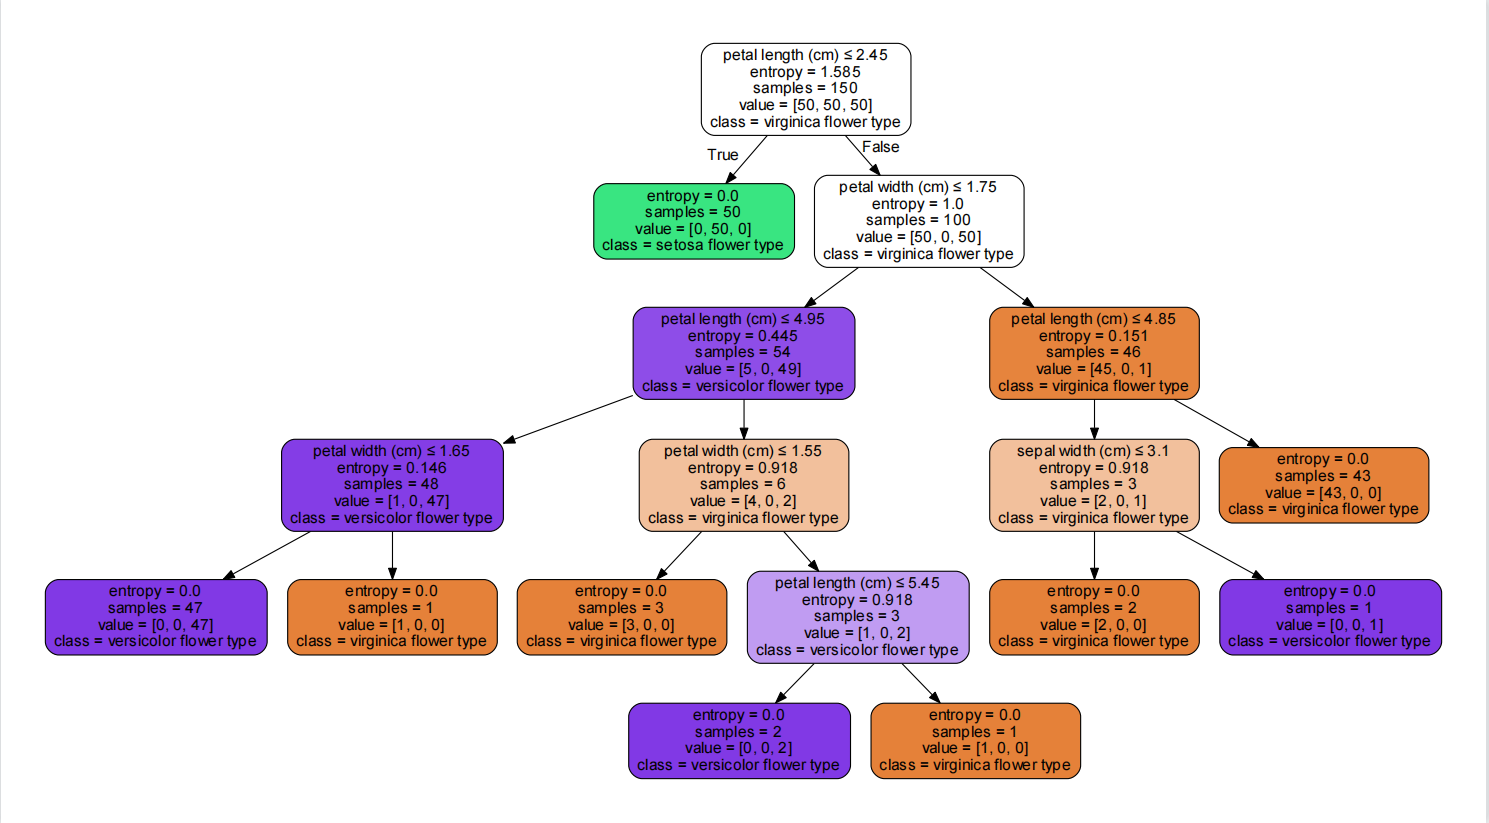 petal length (cm) ≤ 2.45
entropy = 1.585
samples = 150
value = [50, 50, 50]
class = virginica flower type
True
False
entropy = 0.0
samples = 50
value = [0, 50, 0]
class = setosa flower type
petal width (cm) ≤ 1.75
entropy = 1.0
samples = 100
value = [50, 0, 50]
class = virginica flower type
petal length (cm) ≤ 4.95
entropy = 0.445
samples = 54
value = [5, 0, 49]
class = versicolor flower type
petal length (cm) ≤ 4.85
entropy = 0.151
samples = 46
value = [45, 0, 1]
class = virginica flower type
petal width (cm) ≤ 1.65
entropy = 0.146
samples = 48
value = [1, 0, 47]
class = versicolor flower type
petal width (cm) ≤ 1.55
entropy = 0.918
samples = 6
value = [4, 0, 2]
class = virginica flower type
sepal width (cm) ≤ 3.1
entropy = 0.918
samples = 3
value = [2, 0, 1]
class = virginica flower type
entropy = 0.0
samples = 43
value = [43, 0, 0]
class = virginica flower type
entropy = 0.0
samples = 47
value = [0, 0, 47]
class = versicolor flower type
entropy = 0.0
samples = 1
value = [1, 0, 0]
class = virginica flower type
entropy = 0.0
samples = 3
value = [3, 0, 0]
class = virginica flower type
petal length (cm) ≤ 5.45
entropy = 0.918
samples = 3
value = [1, 0, 2]
class = versicolor flower type
entropy = 0.0
samples = 2
value = [2, 0, 0]
class = virginica flower type
entropy = 0.0
samples = 1
value = [0, 0, 1]
class = versicolor flower type
entropy = 0.0
samples = 2
value = [0, 0, 2]
class = versicolor flower type
entropy = 0.0
samples = 1
value = [1, 0, 0]
class = virginica flower type